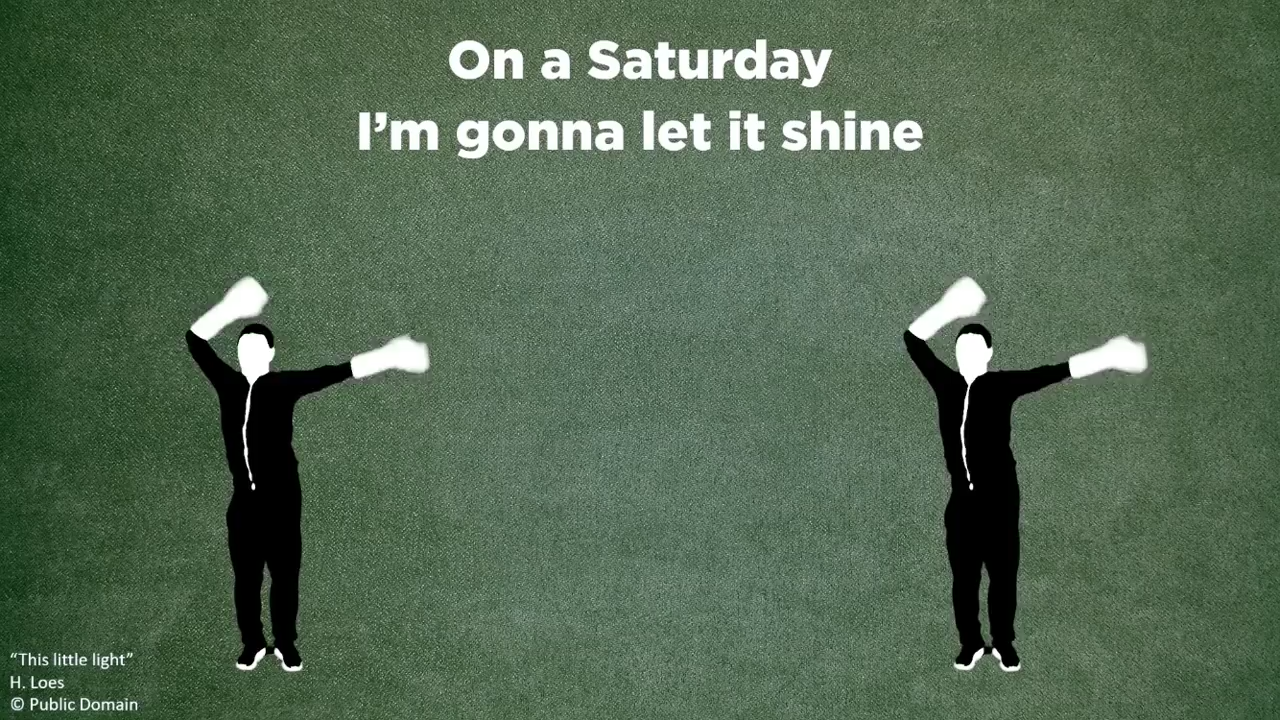 On a Saturday
I’m gonna let it shine
“This little light”
H. Loes
© Public Domain